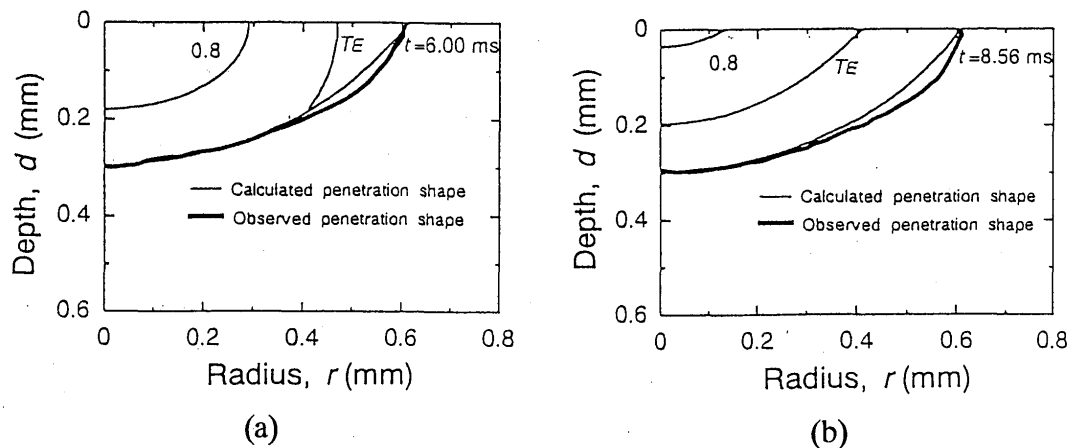 0
0.2
0.4
0.6
Depth, d (mm)
0.8
TE
t=6.00 ms
Calculated penetration shape
Observed penetration shape
0 0.2 0.4 0.6 0.8
Radius, r (mm)
(a)
0
0.2
0.4
0.6
Depth, d (mm)
0.8
TE
t=8.56 ms
Calculated penetration shape
Observed penetration shape
0 0.2 0.4 0.6 0.8
Radius, r (mm)
(b)